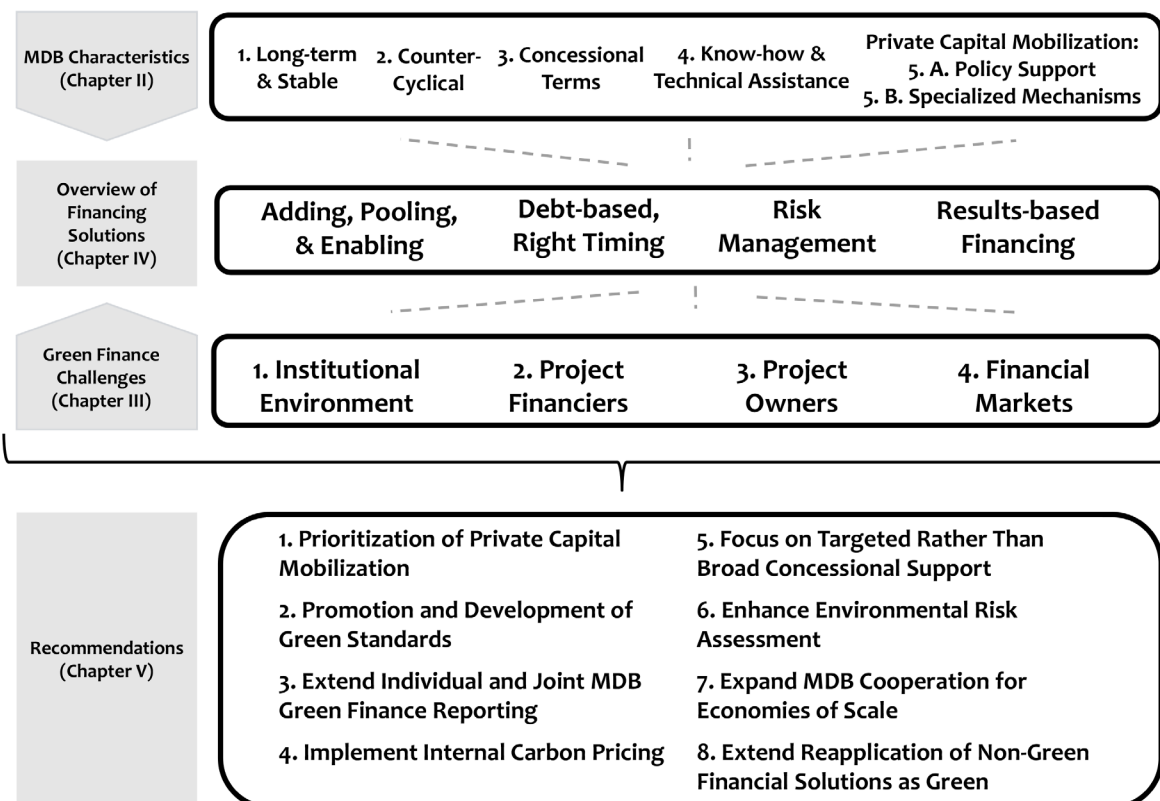 MDB Characteristics
(Chapter II)
1. Long-term
& Stable
2. Counter-
Cyclical
3. Concessional
Terms
4. Know-how &
Technical Assistance
Private Capital Mobilization:
5. A. Policy Support
5. B. Specialized Mechanisms
Overview of
Financing
Solutions
(Chapter IV)
Adding, Pooling,
& Enabling
Debt-based,
Right Timing
Risk
Management
Results-based
Financing
Green Finance
Challenges
(Chapter III)
1. Institutional
Environment
2. Project
Financiers
3. Project
Owners
4. Financial
Markets
Recommendations
(Chapter V)
1. Prioritization of Private Capital
Mobilization
2. Promotion and Development of
Green Standards
3. Extend Individual and Joint MDB
Green Finance Reporting
4. Implement Internal Carbon Pricing
5. Focus on Targeted Rather Than
Broad Concessional Support
6. Enhance Environmental Risk
Assessment
7. Expand MDB Cooperation for
Economies of Scale
8. Extend Reapplication of Non-Green
Financial Solutions as Green